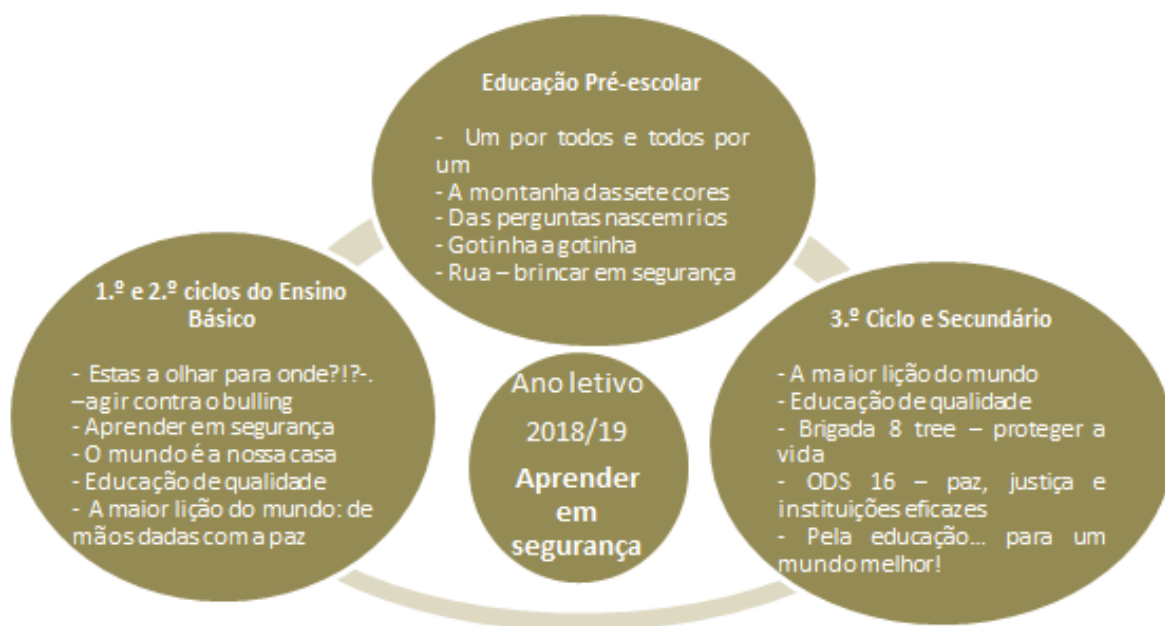 Educação Pré-escolar
- Um por todos e todos por
um
- A montanha das sete cores
- Das perguntas nascem rios
- Gotinha a gotinha
- Rua – brincar em segurança
1.º e 2.º ciclos do Ensino
Básico
- Estas a olhar para onde?!?-.
–agir contra o bulling
- Aprender em segurança
- O mundo é a nossa casa
- Educação de qualidade
- A maior lição do mundo: de
mãos dadas com a paz
Ano letivo
2018/19
Aprender
em
segurança
3.º Ciclo e Secundário
- A maior lição do mundo
- Educação de qualidade
- Brigada 8 tree – proteger a
vida
- ODS 16 – paz, justiça e
instituições eficazes
- Pela educação... para um
mundo melhor!